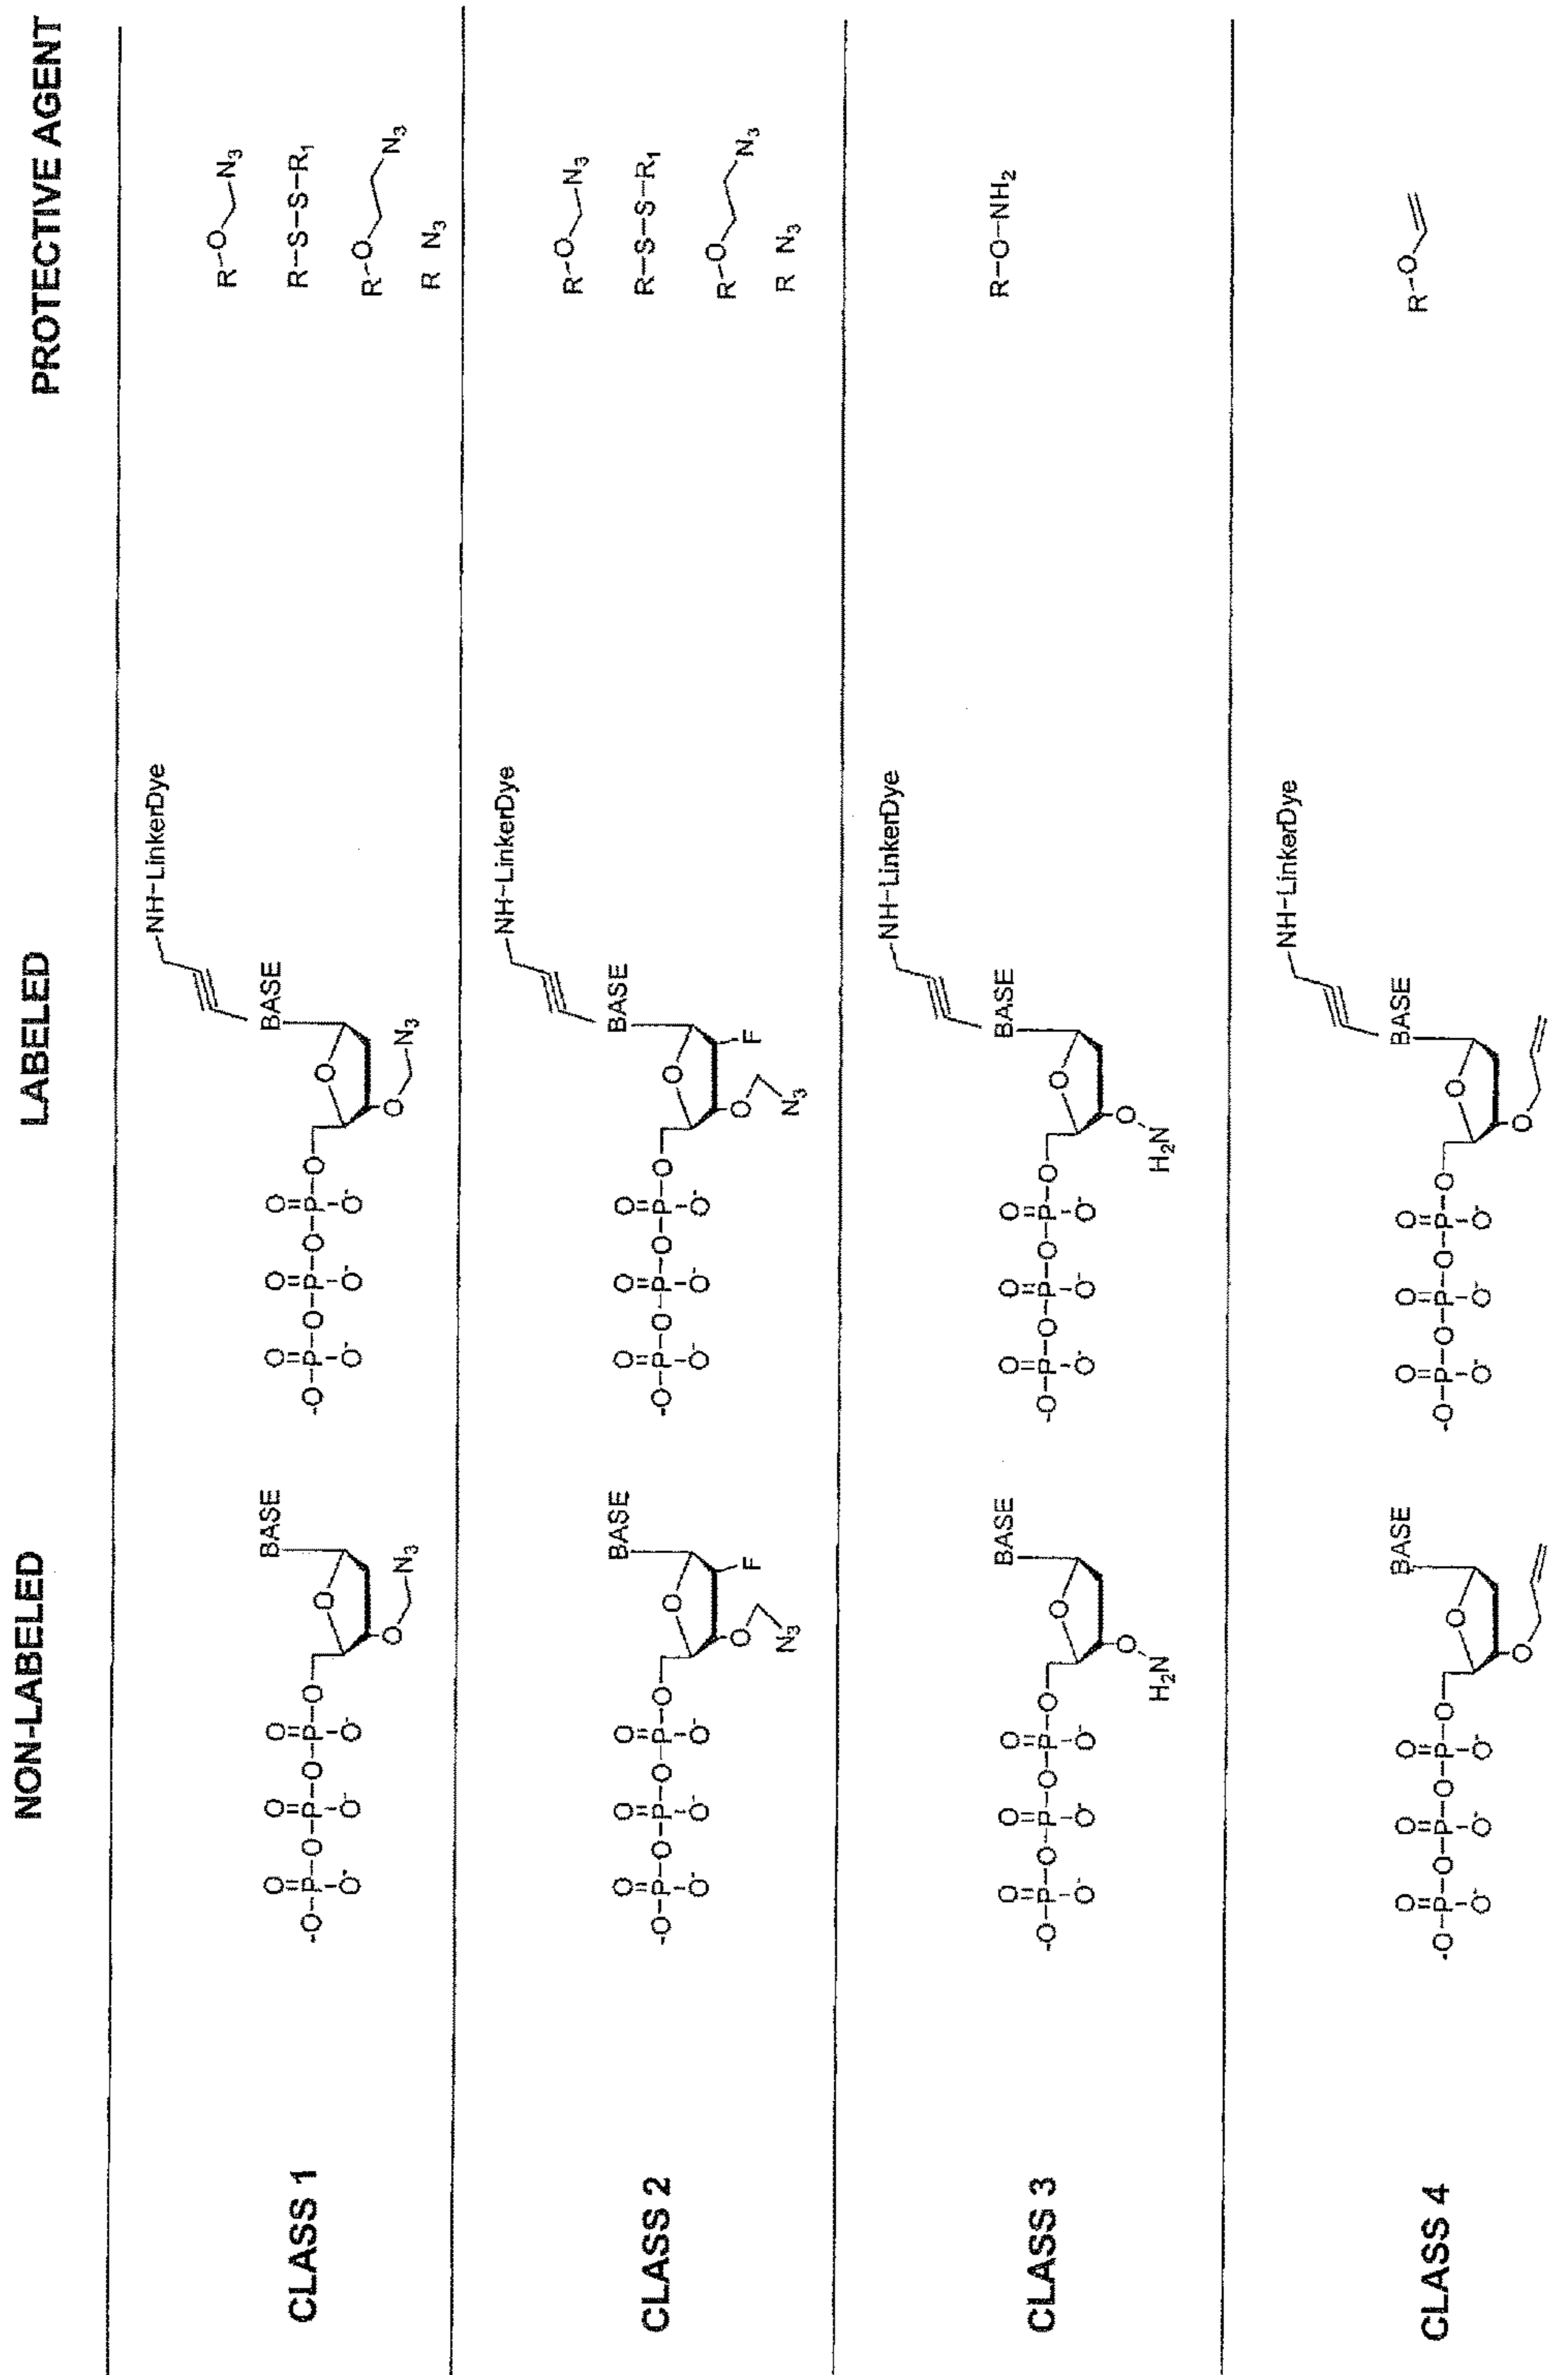 NON-LABELED LABELED PROTECTIVE AGENT
CLASS 1
O O O BASE
-O-P-O-P-O-P-O O
O- O- O- O N3
NH-LinkerDye
O O O BASE
-O-P-O-P-O-P-O O
O- O- O- O N3
R-O N3
R-S-S-R1
R-O N3
R N3
CLASS 2
O O O BASE
-O-P-O-P-O-P-O O
O- O- O- O F
N3
NH-LinkerDye
O O O BASE
-O-P-O-P-O-P-O O
O- O- O- O F
N3
R-O N3
R-S-S-R1
R-O N3
R N3
CLASS 3
O O O BASE
-O-P-O-P-O-P-O O
O- O- O- O
H2N
NH-LinkerDye
O O O BASE
-O-P-O-P-O-P-O O
O- O- O- O
H2N
R-O-NH2
CLASS 4
O O O BASE
-O-P-O-P-O-P-O O
O- O- O- O
NH-LinkerDye
O O O BASE
-O-P-O-P-O-P-O O
O- O- O- O
R-O